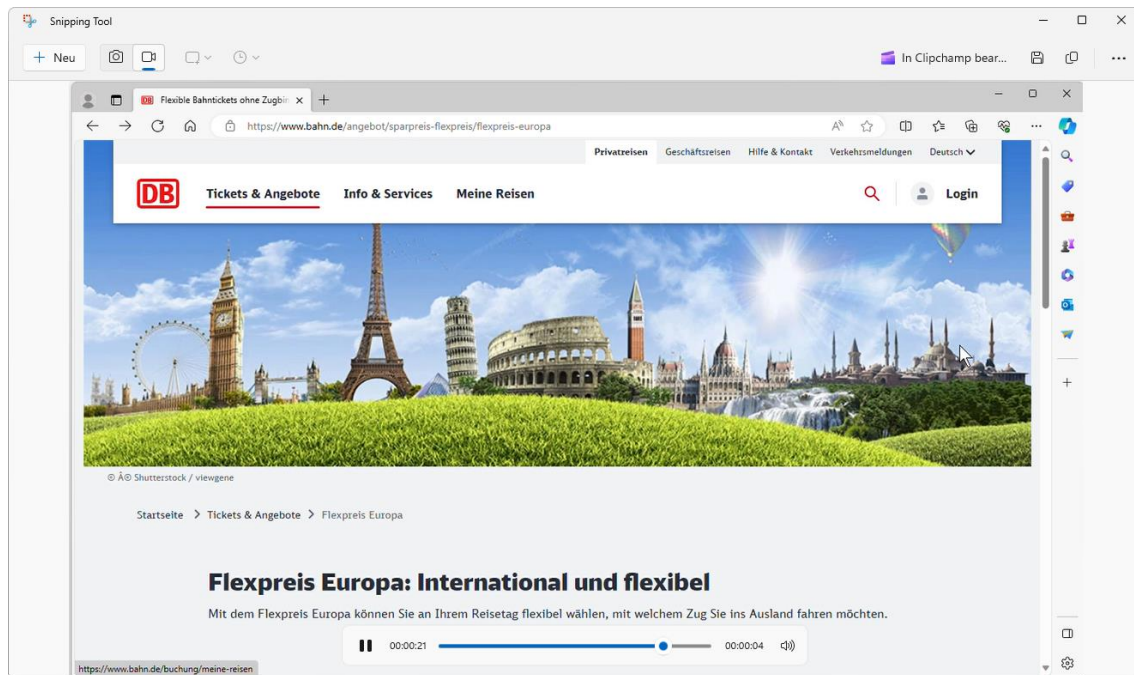 Snipping Tool
Neu
In Clipchamp bear...
DB Flexible Bahntickets ohne Zugbin
https://www.bahn.de/angebot/sparpreis-flexpreis/flexpreis-europa
Privatreisen Geschäftsreisen Hilfe & Kontakt Verkehrsmeldungen Deutsch
DB Tickets & Angebote Info & Services Meine Reisen Login
© Â© Shutterstock / viewgene
Startseite > Tickets & Angebote > Flexpreis Europa
Flexpreis Europa: International und flexibel
Mit dem Flexpreis Europa können Sie an Ihrem Reisetag flexibel wählen, mit welchem Zug Sie ins Ausland fahren möchten.
00:00:21 00:00:04
https://www.bahn.de/buchung/meine-reisen